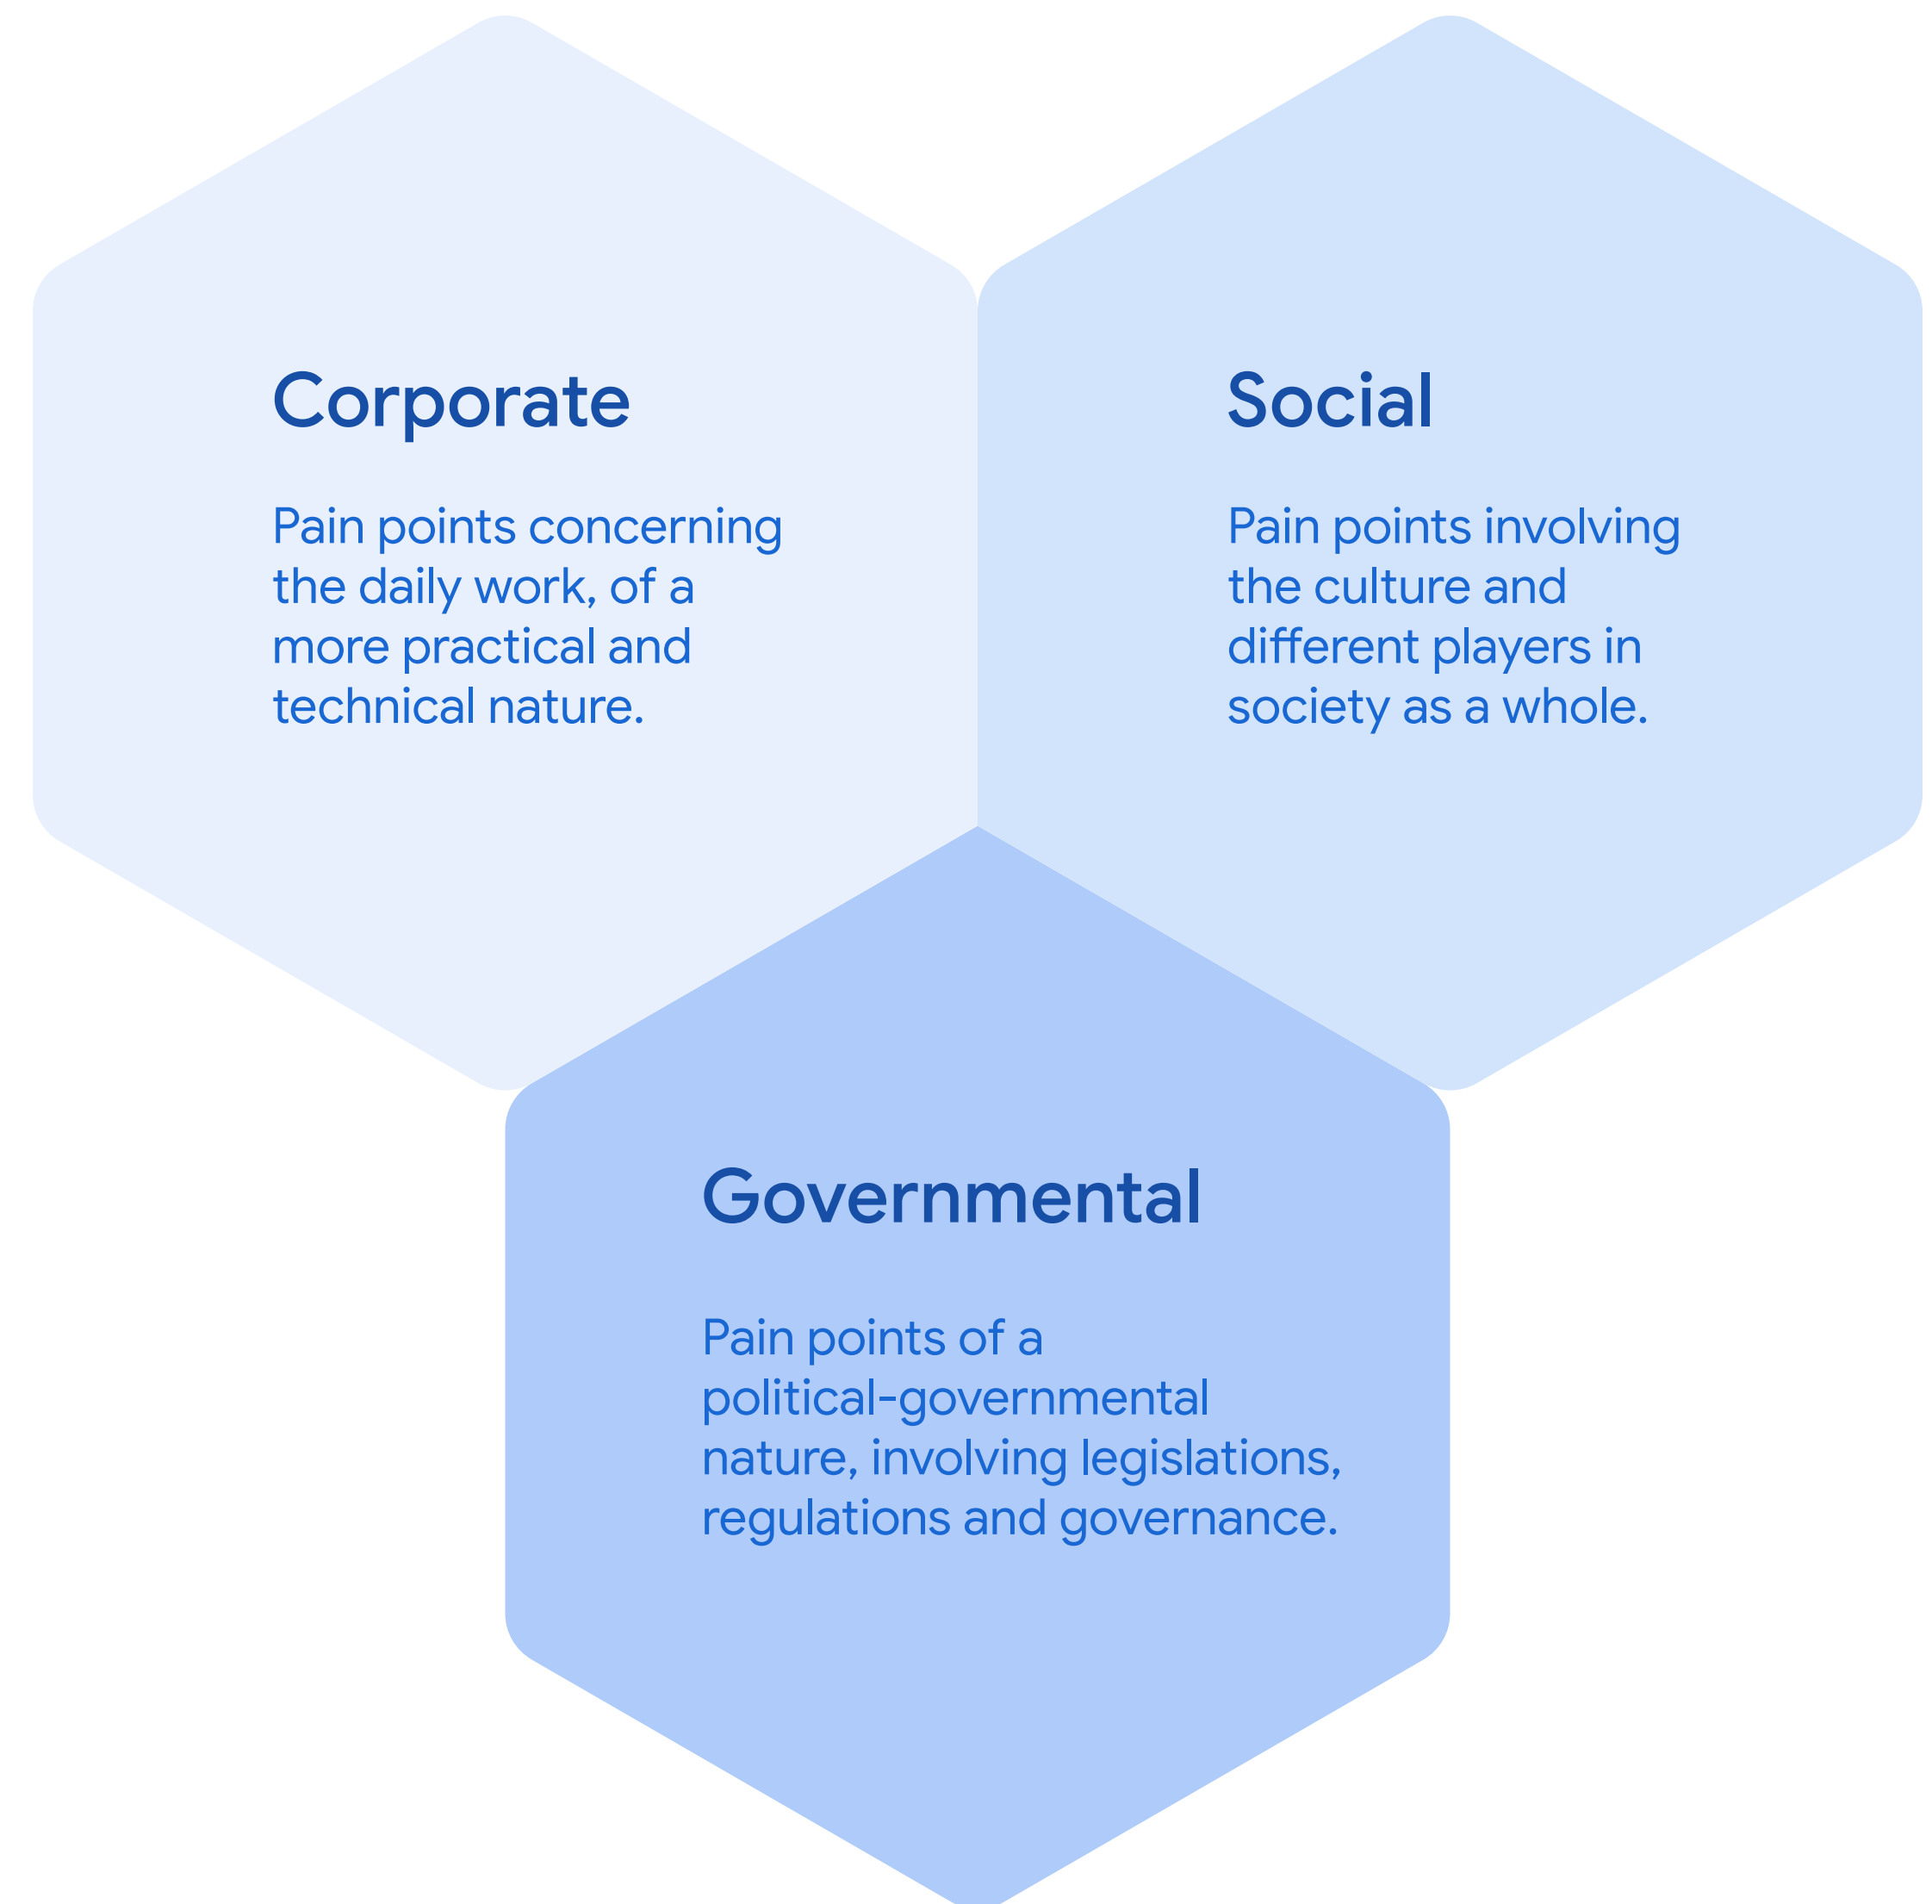 Corporate
Pain points concerning
the daily work, of a
more practical and
technical nature.
Social
Pain points involving
the culture and
different players in
society as a whole.
Governmental
Pain points of a
political-governmental
nature, involving legislations,
regulations and governance.